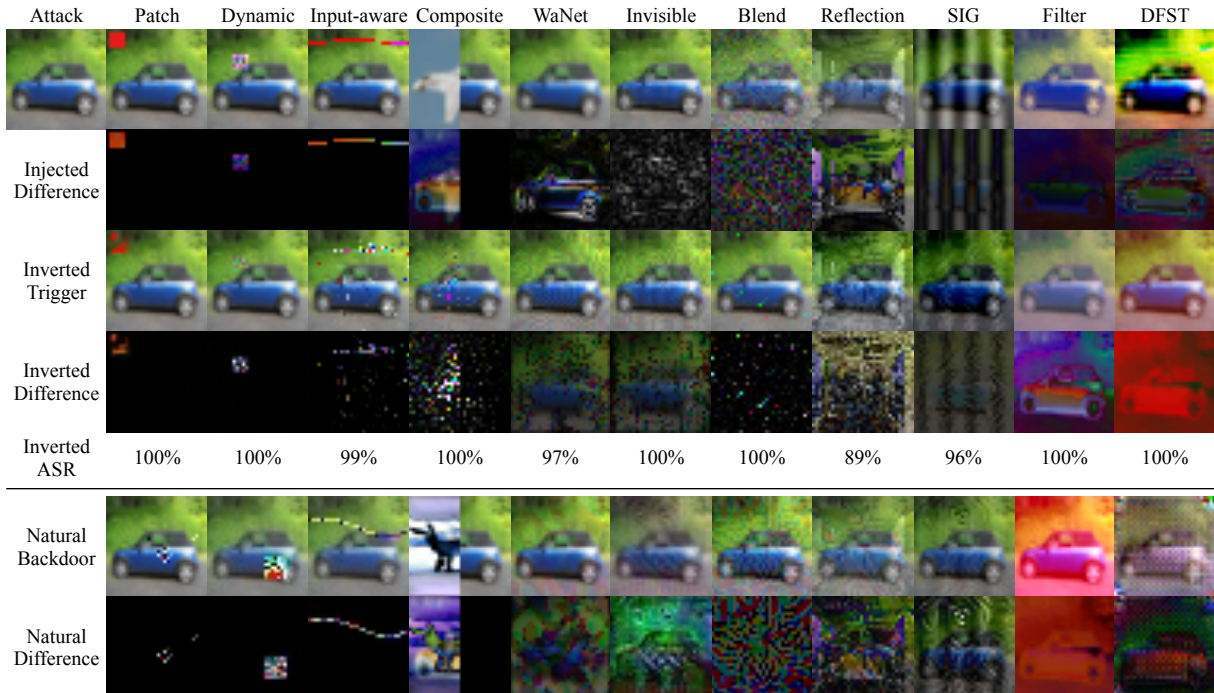 Attack Patch Dynamic Input-aware Composite WaNet Invisible Blend Reflection SIG Filter DFST
Injected
Difference
Inverted
Trigger
Inverted
Difference
Inverted
ASR
100% 100% 99% 100% 97% 100% 100% 89% 96% 100% 100%
Natural
Backdoor
Natural
Difference